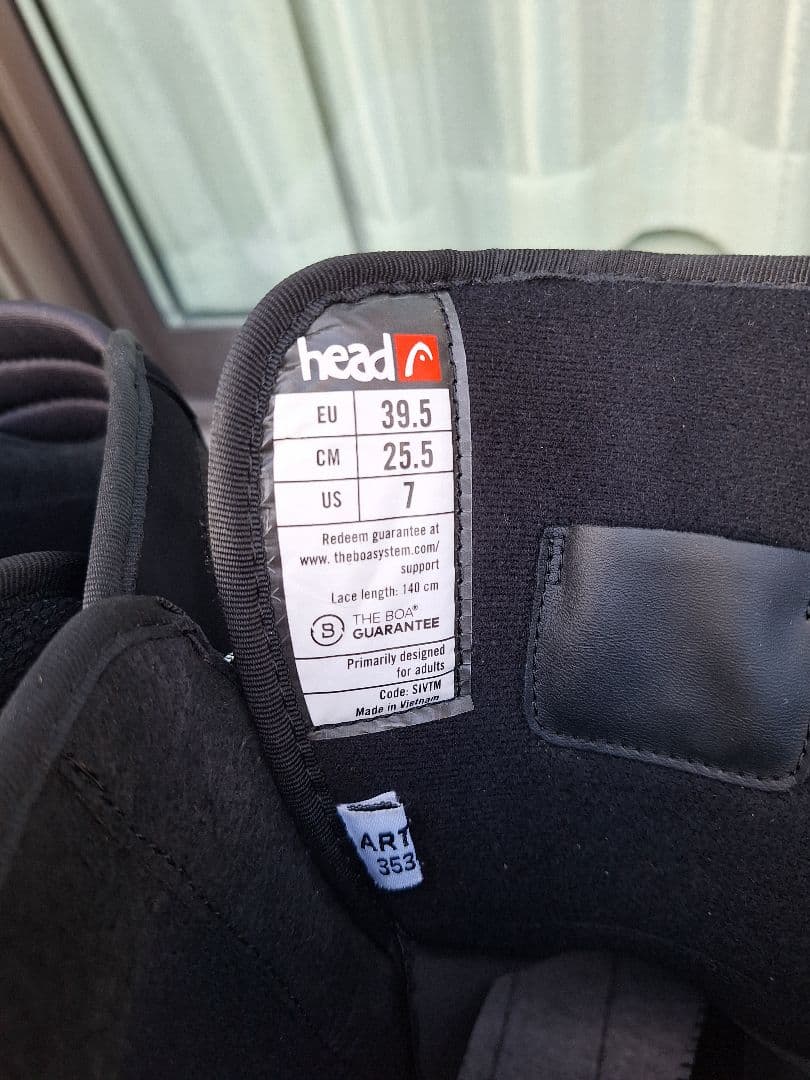 head
EU 39.5
CM 25.5
US 7
Redeem guarantee at
www. theboasystem.com/
support
Lace length: 140 cm
B THE BOA®
GUARANTEE
Primarily designed
for adults
Code: SIVTM
Made in Vietnam
ART
353